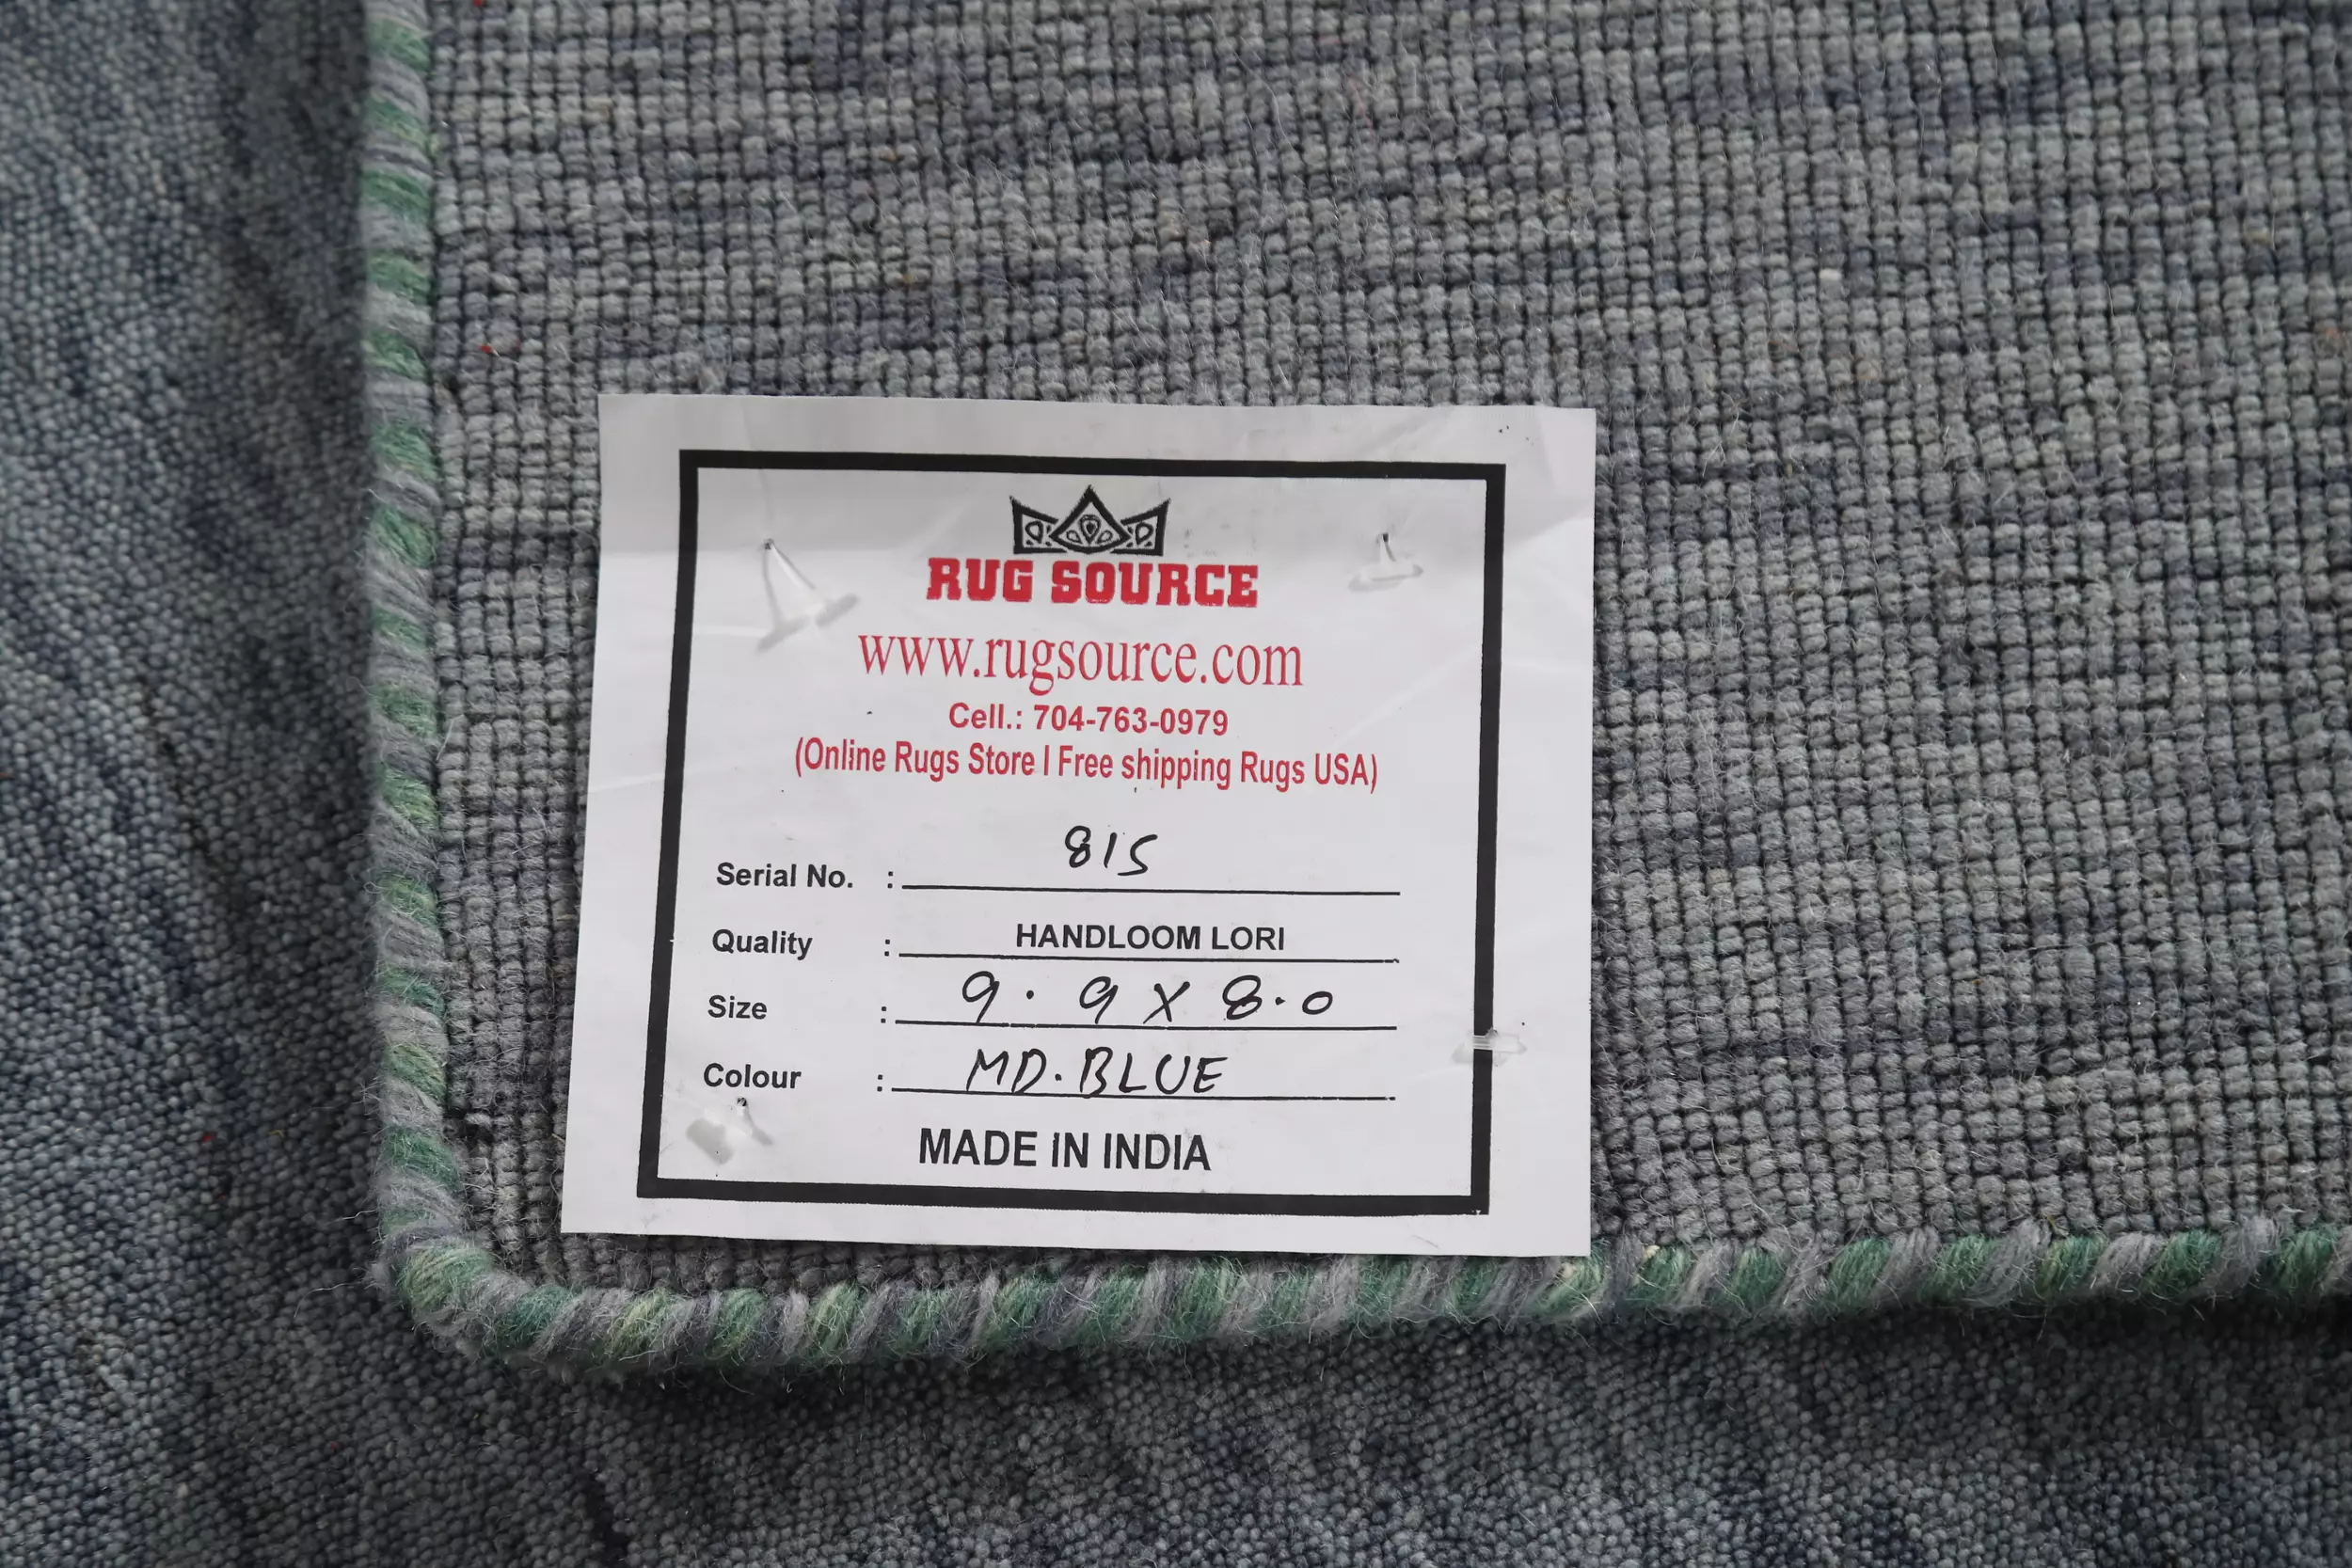 RUG SOURCE
www.rugsource.com
Cell.: 704-763-0979
(Online Rugs Store I Free shipping Rugs USA)
Serial No. : 815
Quality : HANDLOOM LORI
Size : 9.9 X 8.0
Colour : MD. BLUE
MADE IN INDIA